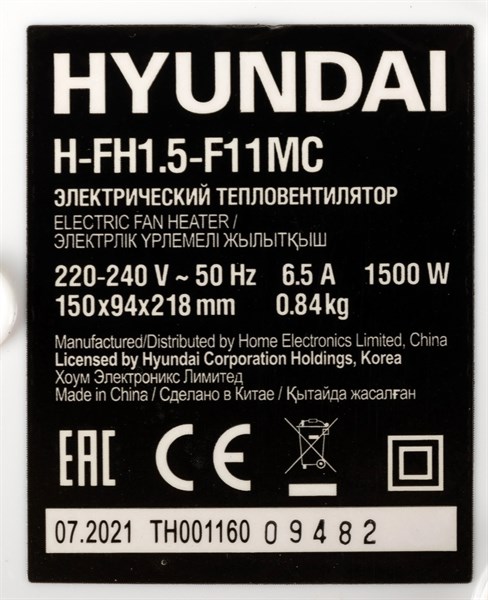 HYUNDAI
H-FH1.5-F11MC
ЭЛЕКТРИЧЕСКИЙ ТЕПЛОВЕНТИЛЯТОР
ELECTRIC FAN HEATER /
ЭЛЕКТРЛІК ҮРЛЕМЕЛІ ЖЫЛЫТҚЫШ
220-240 V ~ 50 Hz 6.5 A 1500 W
150x94x218 mm 0.84kg
Manufactured/Distributed by Home Electronics Limited, China
Licensed by Hyundai Corporation Holdings, Korea
Хоум Электроникс Лимитед
Made in China / Сделано в Китае / Қытайда жасалған
EAC CE
07.2021 TH001160 09482